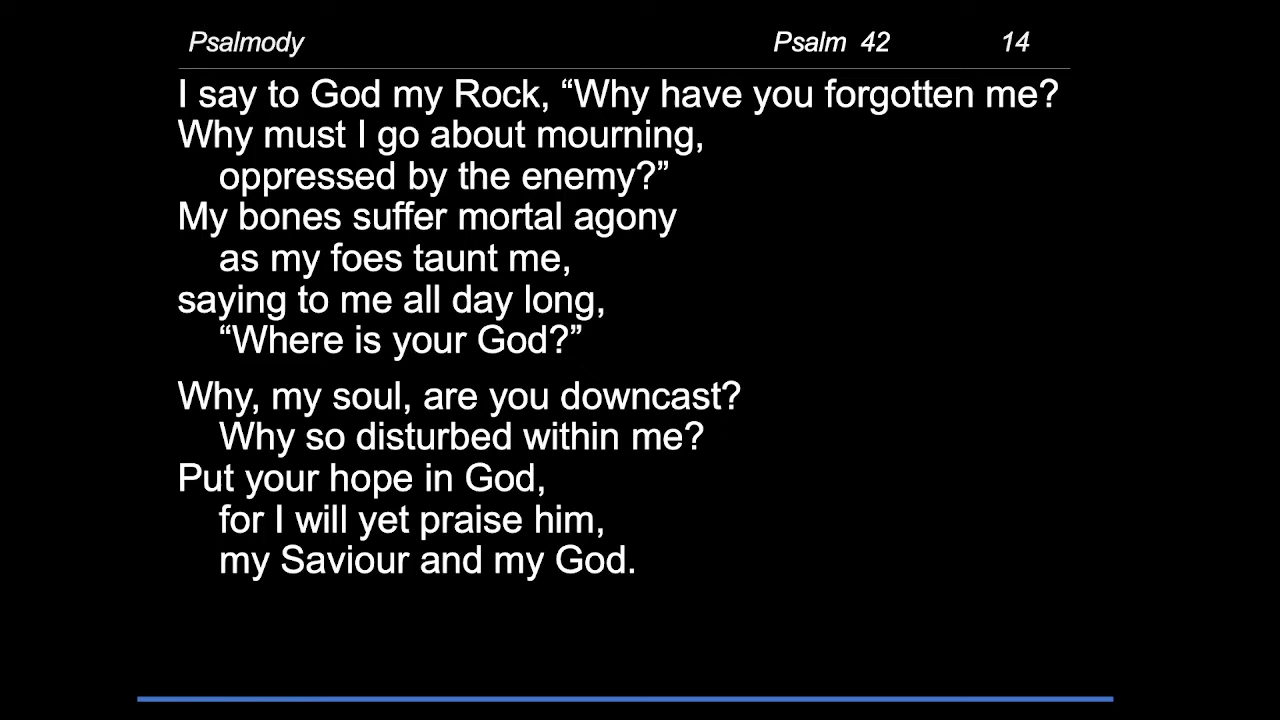 Psalmody Psalm 42 14
I say to God my Rock, “Why have you forgotten me?
Why must I go about mourning,
oppressed by the enemy?”
My bones suffer mortal agony
as my foes taunt me,
saying to me all day long,
“Where is your God?”
Why, my soul, are you downcast?
Why so disturbed within me?
Put your hope in God,
for I will yet praise him,
my Saviour and my God.